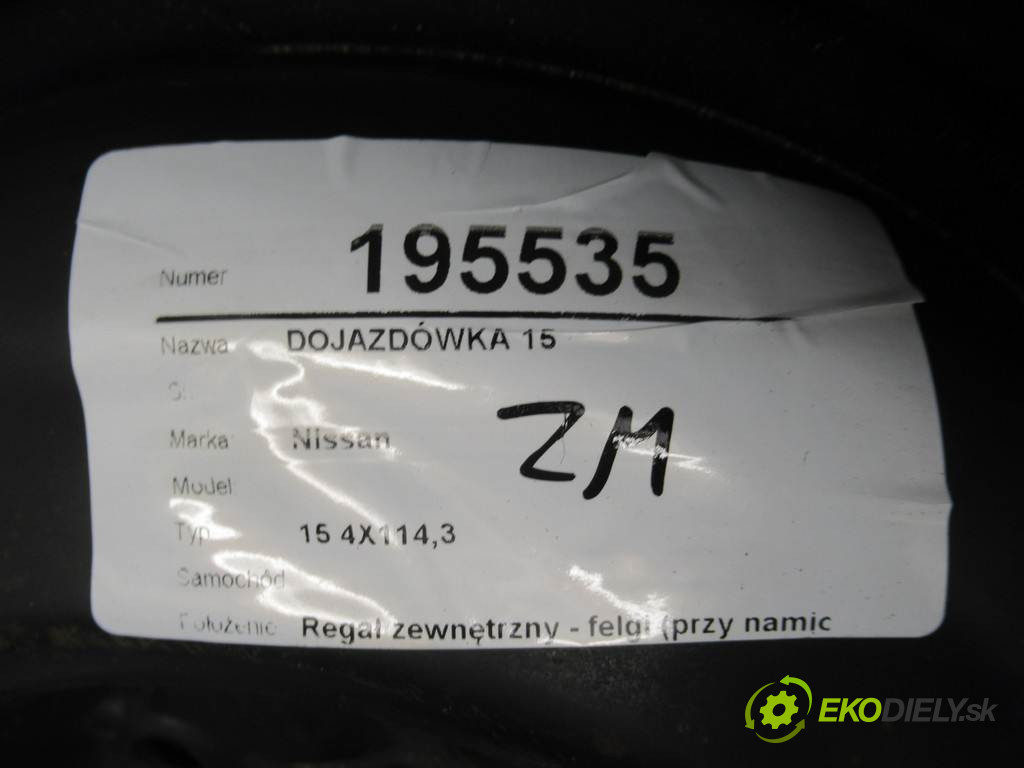 Numer 195535
Nazwa DOJAZDÓWKA 15
Marka Nissan
ZM
Model
Typ 15 4X114,3
Samochód
Położenie Regał zewnętrzny - felgi (przy namic
EKODIELY.sk